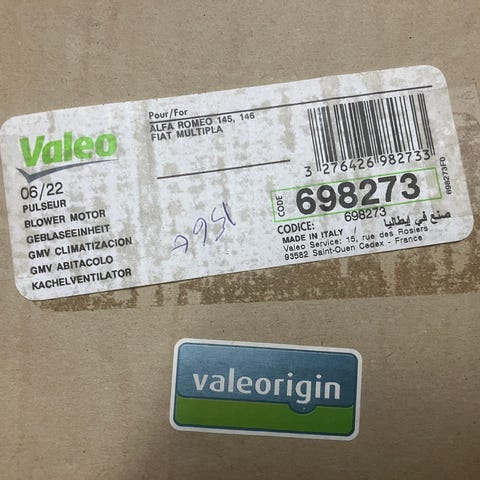 Valeo
Pour/For
ALFA ROMEO 145, 146
FIAT MULTIPLA
06/22
PULSEUR
BLOWER MOTOR
GEBLASEEINHEIT
GMV CLIMATIZACION
GMV ABITACOLO
KACHELVENTILATOR
3 276426 982733
698273F0
CODE
698273
CODICE: 698273
MADE IN ITALY / صنع في إيطاليا
Valeo Service: 15, rue des Rosiers
93582 Saint-Ouen Cedex - France
valeorigin